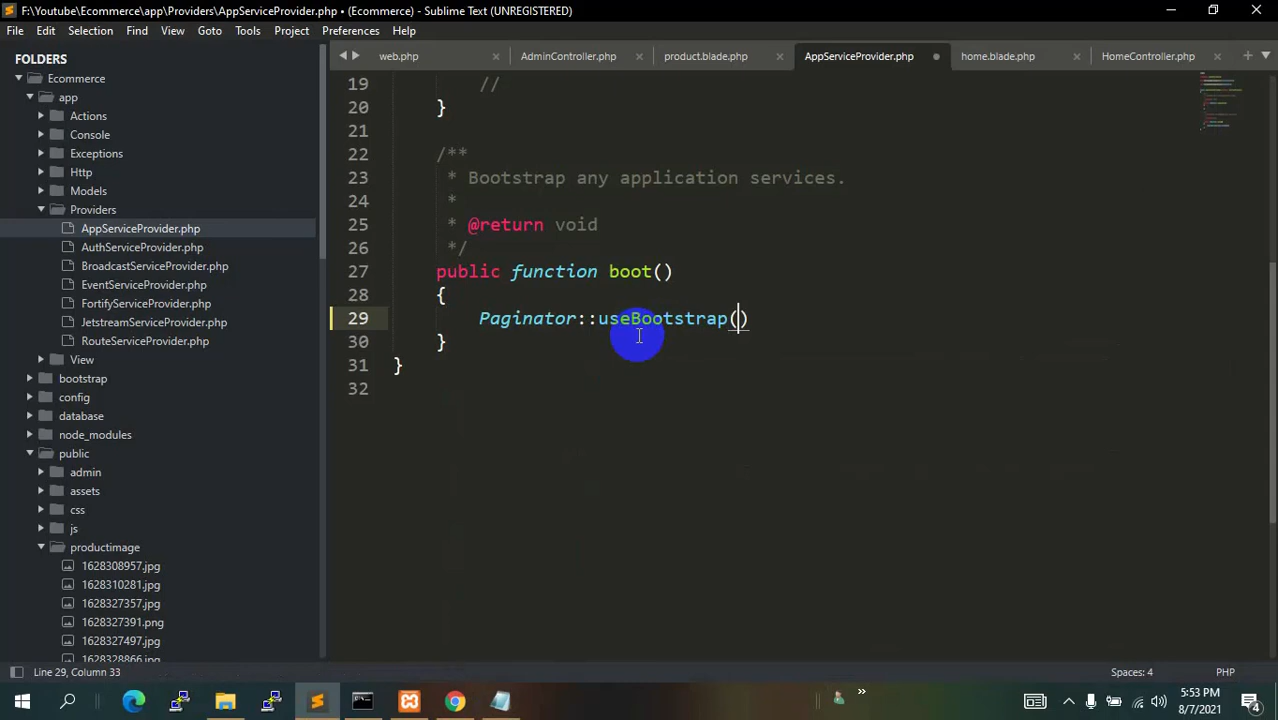 F:\Youtube\Ecommerce\app\Providers\AppServiceProvider.php • (Ecommerce) - Sublime Text (UNREGISTERED)
File Edit Selection Find View Goto Tools Project Preferences Help
FOLDERS
Ecommerce
app
Actions
Console
Exceptions
Http
Models
Providers
AppServiceProvider.php
AuthServiceProvider.php
BroadcastServiceProvider.php
EventServiceProvider.php
FortifyServiceProvider.php
JetstreamServiceProvider.php
RouteServiceProvider.php
View
bootstrap
config
database
node_modules
public
admin
assets
css
js
productimage
1628308957.jpg
1628310281.jpg
1628327357.jpg
1628327391.png
1628327497.jpg
1628328866.jpg
web.php AdminController.php product.blade.php AppServiceProvider.php home.blade.php HomeController.php
19 //
20 }
21
22 /**
23 * Bootstrap any application services.
24 *
25 * @return void
26 */
27 public function boot()
28 {
29 Paginator::useBootstrap()
30 }
31 }
32
Line 29, Column 33 Spaces: 4 PHP
5:53 PM
8/7/2021
4